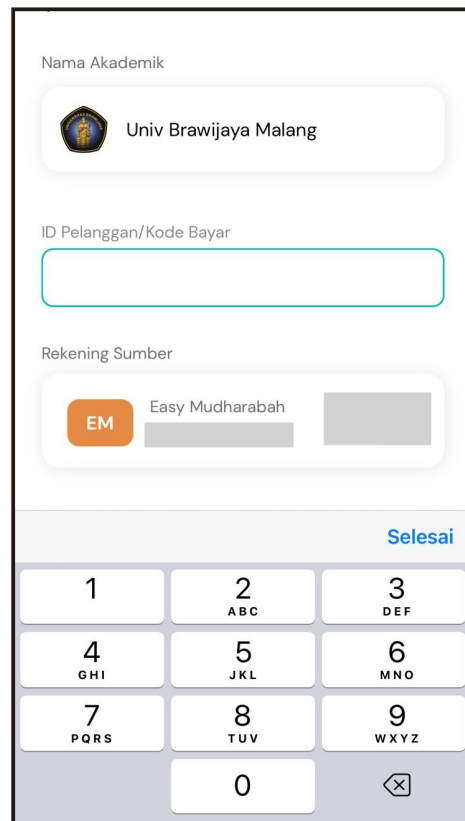 Nama Akademik
Univ Brawijaya Malang
ID Pelanggan/Kode Bayar
Rekening Sumber
EM
Easy Mudharabah
Selesai
1
2
ABC
3
DEF
4
GHI
5
JKL
6
MNO
7
PQRS
8
TUV
9
WXYZ
0